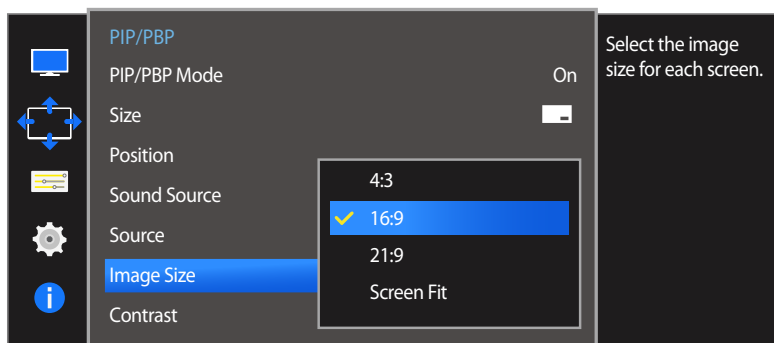 PIP/PBP
PIP/PBP Mode On
Size
Position
Sound Source
Source
Image Size
Contrast
4:3
16:9
21:9
Screen Fit
Select the image
size for each screen.